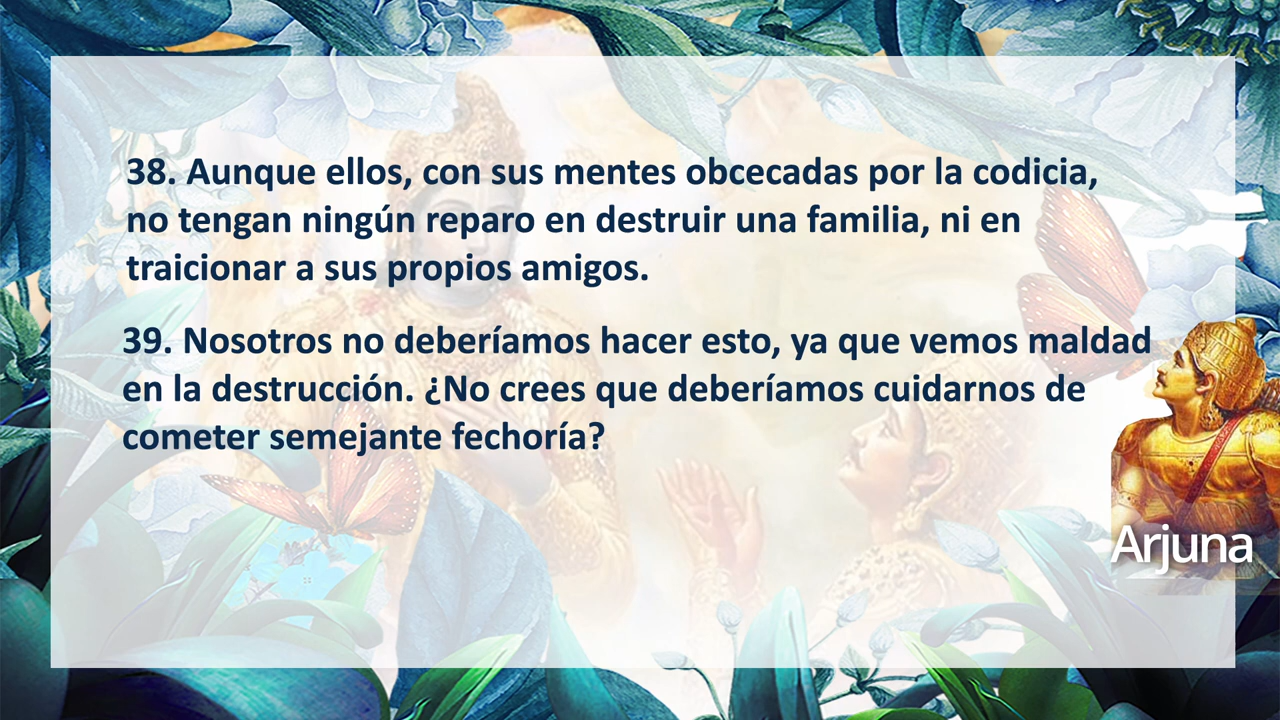 38. Aunque ellos, con sus mentes obcecadas por la codicia,
no tengan ningún reparo en destruir una familia, ni en
traicionar a sus propios amigos.
39. Nosotros no deberíamos hacer esto, ya que vemos maldad
en la destrucción. ¿No crees que deberíamos cuidarnos de
cometer semejante fechoría?
Arjuna